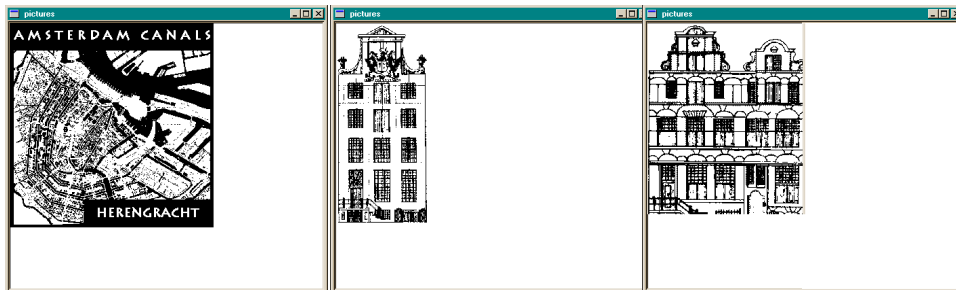 pictures
AMSTERDAM CANALS
HERENGRACHT
pictures
pictures